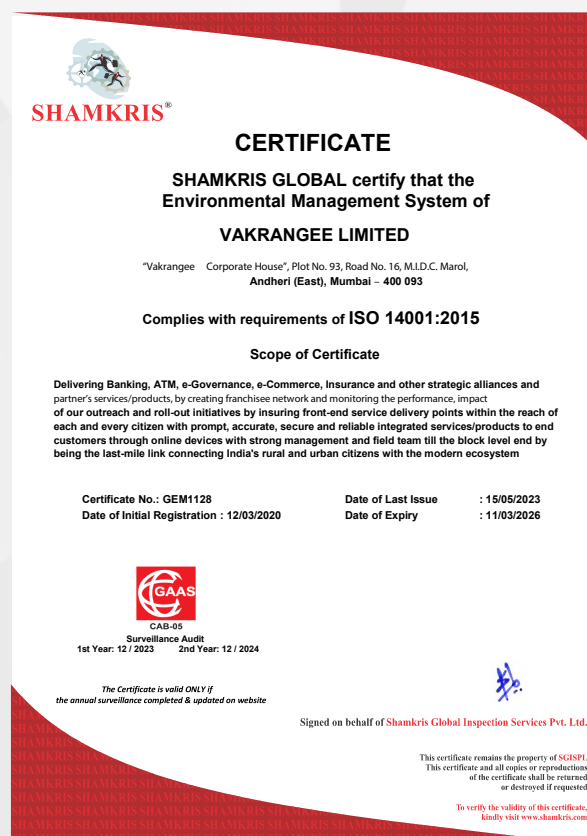 SHAMKRIS®
CERTIFICATE
SHAMKRIS GLOBAL certify that the
Environmental Management System of
VAKRANGEE LIMITED
“Vakrangee Corporate House”, Plot No. 93, Road No. 16, M.I.D.C. Marol,
Andheri (East), Mumbai – 400 093
Complies with requirements of ISO 14001:2015
Scope of Certificate
Delivering Banking, ATM, e-Governance, e-Commerce, Insurance and other strategic alliances and
partner's services/products, by creating franchisee network and monitoring the performance, impact
of our outreach and roll-out initiatives by insuring front-end service delivery points within the reach of
each and every citizen with prompt, accurate, secure and reliable integrated services/products to end
customers through online devices with strong management and field team till the block level end by
being the last-mile link connecting India's rural and urban citizens with the modern ecosystem
Certificate No.: GEM1128
Date of Last Issue : 15/05/2023
Date of Initial Registration : 12/03/2020
Date of Expiry : 11/03/2026
GAAS
CAB-05
Surveillance Audit
1st Year: 12 / 2023 2nd Year: 12 / 2024
The Certificate is valid ONLY if
the annual surveillance completed & updated on website
Signed on behalf of Shamkris Global Inspection Services Pvt. Ltd.
This certificate remains the property of SGISPL
This certificate and all copies or reproductions
of the certificate shall be returned
or destroyed if requested
To verify the validity of this certificate,
kindly visit www.shamkris.com